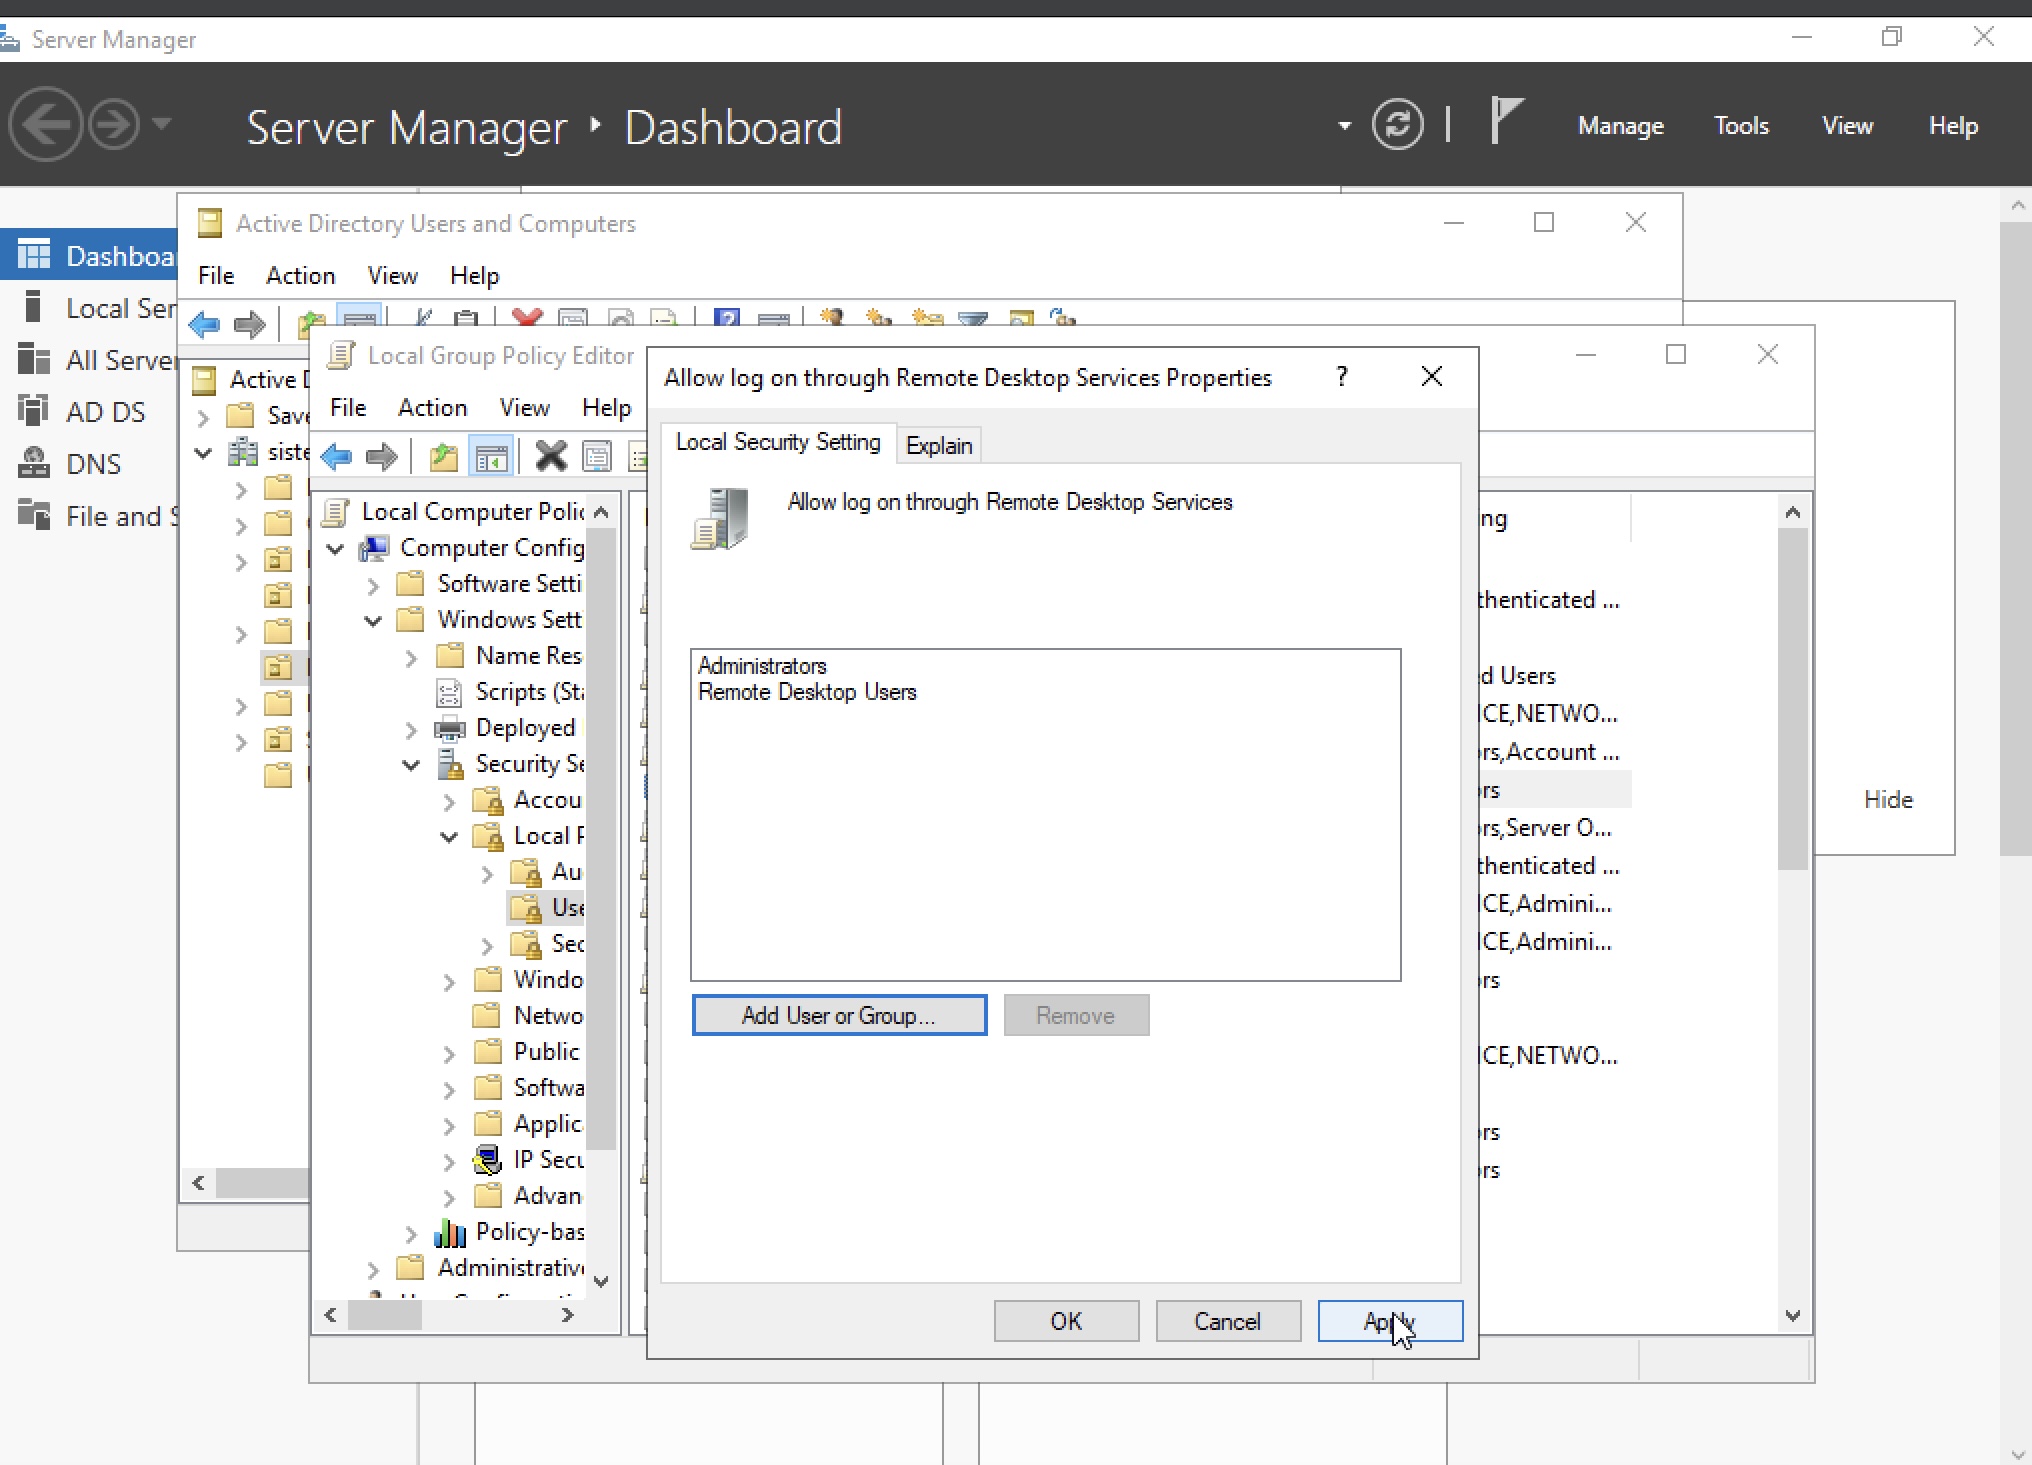 Server Manager
Server Manager
Dashboard
Manage
Tools
View
Help
Active Directory Users and Computers
File
Action
View
Help
Dashboa
Local Ser
All Server
AD DS
DNS
File and S
Active D
Save
siste
Local Group Policy Editor
File
Action
View
Help
Local Computer Polic
Computer Config
Software Setti
Windows Sett
Name Res
Scripts (Sta
Deployed
Security Se
Accou
Local P
Au
Use
Sec
Windo
Netwo
Public
Softwa
Applic
IP Secu
Advan
Policy-bas
Administrative
Allow log on through Remote Desktop Services Properties
?
Local Security Setting
Explain
Allow log on through Remote Desktop Services
Administrators
Remote Desktop Users
Add User or Group...
Remove
OK
Cancel
Apply
ng
thenticated ...
d Users
ICE,NETWO...
rs,Account ...
rs
rs,Server O...
thenticated ...
ICE,Admini...
ICE,Admini...
rs
ICE,NETWO...
rs
rs
Hide